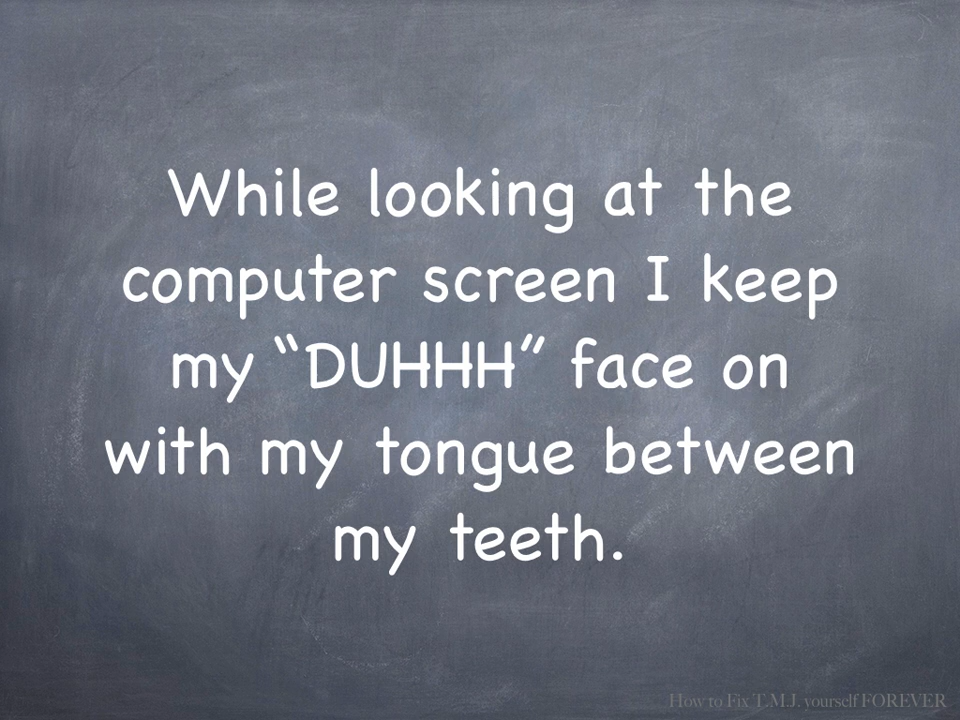 While looking at the
computer screen I keep
my “DUHHH” face on
with my tongue between
my teeth.
How to Fix T.M.J. yourself FOREVER